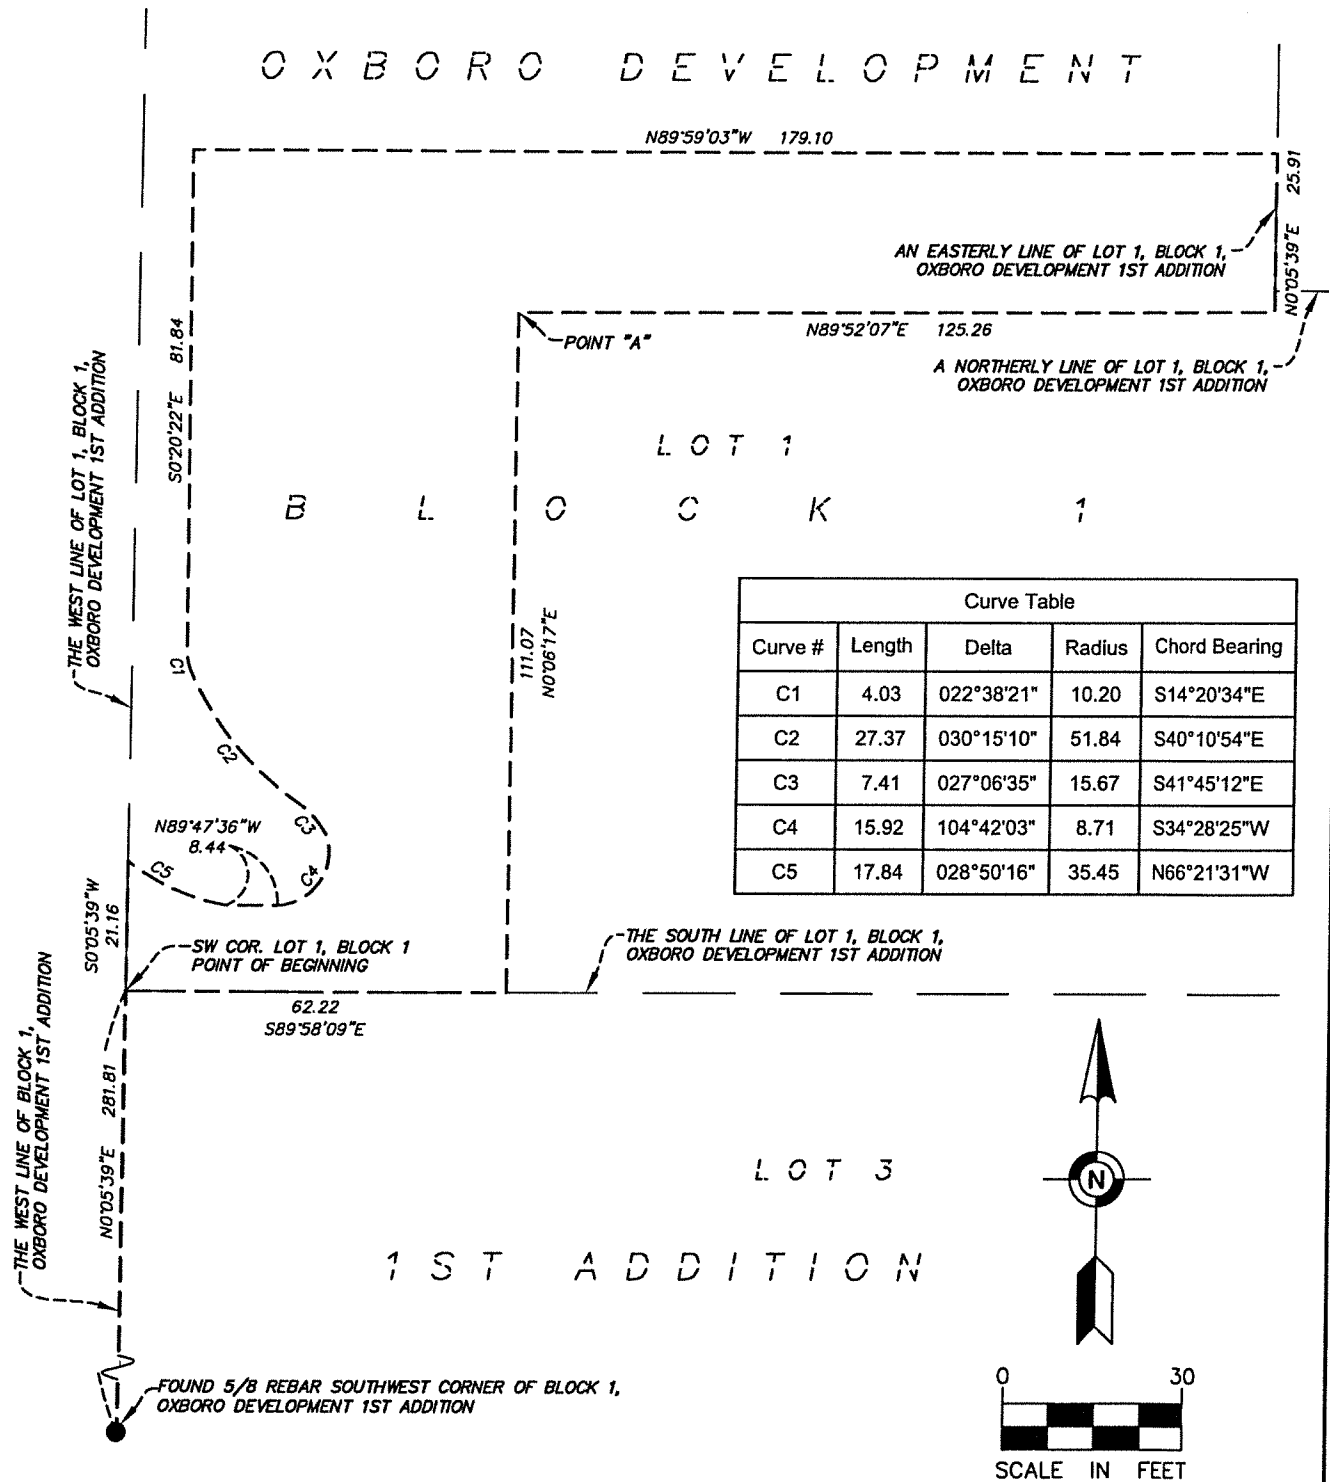 OXBORO DEVELOPMENT
N89°59'03"W 179.10
25.91
N0°05'39"E
AN EASTERLY LINE OF LOT 1, BLOCK 1,
OXBORO DEVELOPMENT 1ST ADDITION
N89°52'07"E 125.26
POINT "A"
A NORTHERLY LINE OF LOT 1, BLOCK 1,
OXBORO DEVELOPMENT 1ST ADDITION
S0°20'22"E 81.84
THE WEST LINE OF LOT 1, BLOCK 1,
OXBORO DEVELOPMENT 1ST ADDITION
LOT 1
BLOCK 1
111.07
N0°06'17"E
Curve Table
Curve # Length Delta Radius Chord Bearing
C1 4.03 022°38'21" 10.20 S14°20'34"E
C2 27.37 030°15'10" 51.84 S40°10'54"E
C3 7.41 027°06'35" 15.67 S41°45'12"E
C4 15.92 104°42'03" 8.71 S34°28'25"W
C5 17.84 028°50'16" 35.45 N66°21'31"W
C1
C2
C3
C4
C5
N89°47'36"W
8.44
S0°05'39"W
21.16
SW COR. LOT 1, BLOCK 1
POINT OF BEGINNING
THE SOUTH LINE OF LOT 1, BLOCK 1,
OXBORO DEVELOPMENT 1ST ADDITION
62.22
S89°58'09"E
THE WEST LINE OF BLOCK 1,
OXBORO DEVELOPMENT 1ST ADDITION
N0°05'39"E 281.81
LOT 3
1ST ADDITION
N
FOUND 5/8 REBAR SOUTHWEST CORNER OF BLOCK 1,
OXBORO DEVELOPMENT 1ST ADDITION
0 30
SCALE IN FEET